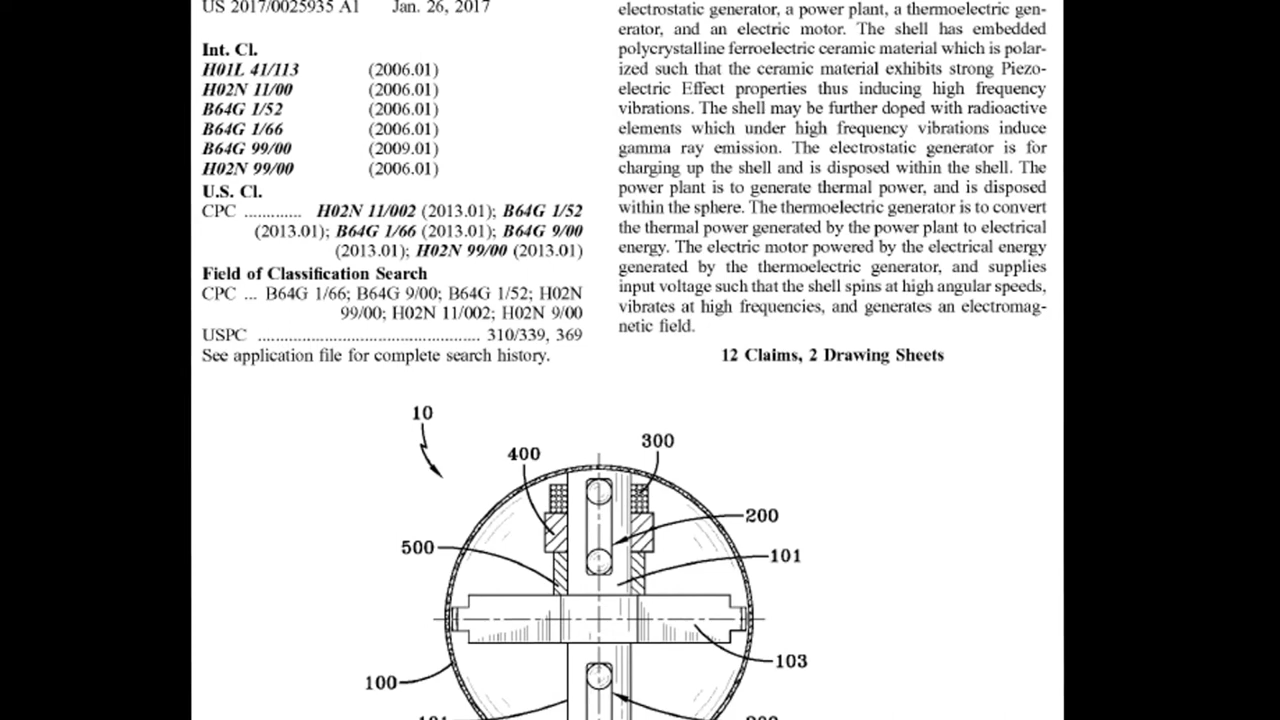 US 2017/0025935 A1 Jan. 26, 2017
Int. Cl.
H01L 41/113 (2006.01)
H02N 11/00 (2006.01)
B64G 1/52 (2006.01)
B64G 1/66 (2006.01)
B64G 99/00 (2009.01)
H02N 99/00 (2006.01)
U.S. Cl.
CPC ............. H02N 11/002 (2013.01); B64G 1/52
(2013.01); B64G 1/66 (2013.01); B64G 9/00
(2013.01); H02N 99/00 (2013.01)
Field of Classification Search
CPC ... B64G 1/66; B64G 9/00; B64G 1/52; H02N
99/00; H02N 11/002; H02N 9/00
USPC .................................................. 310/339, 369
See application file for complete search history.
electrostatic generator, a power plant, a thermoelectric gen-
erator, and an electric motor. The shell has embedded
polycrystalline ferroelectric ceramic material which is polar-
ized such that the ceramic material exhibits strong Piezo-
electric Effect properties thus inducing high frequency
vibrations. The shell may be further doped with radioactive
elements which under high frequency vibrations induce
gamma ray emission. The electrostatic generator is for
charging up the shell and is disposed within the shell. The
power plant is to generate thermal power, and is disposed
within the sphere. The thermoelectric generator is to convert
the thermal power generated by the power plant to electrical
energy. The electric motor powered by the electrical energy
generated by the thermoelectric generator, and supplies
input voltage such that the shell spins at high angular speeds,
vibrates at high frequencies, and generates an electromag-
netic field.
12 Claims, 2 Drawing Sheets
10
300
400
200
500
101
103
100